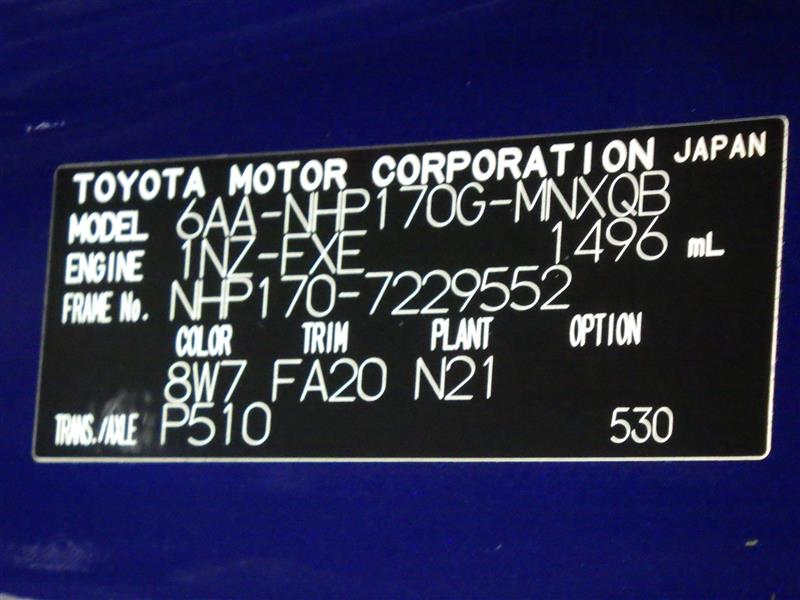 TOYOTA MOTOR CORPORATION JAPAN
MODEL 6AA-NHP170G-MNXQB
ENGINE 1NZ-FXE 1496 mL
FRAME No. NHP170-7229552
COLOR TRIM PLANT OPTION
8W7 FA20 N21
TRANS./AXLE P510 530